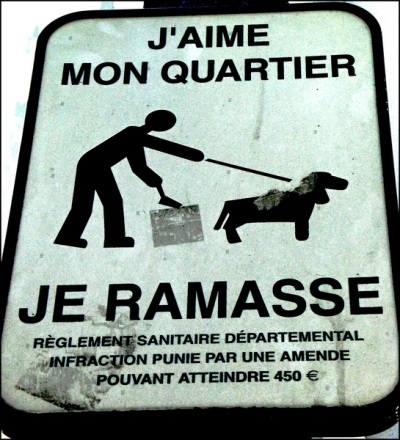 J'AIME
MON QUARTIER
JE RAMASSE
RÈGLEMENT SANITAIRE DÉPARTEMENTAL
INFRACTION PUNIE PAR UNE AMENDE
POUVANT ATTEINDRE 450 €